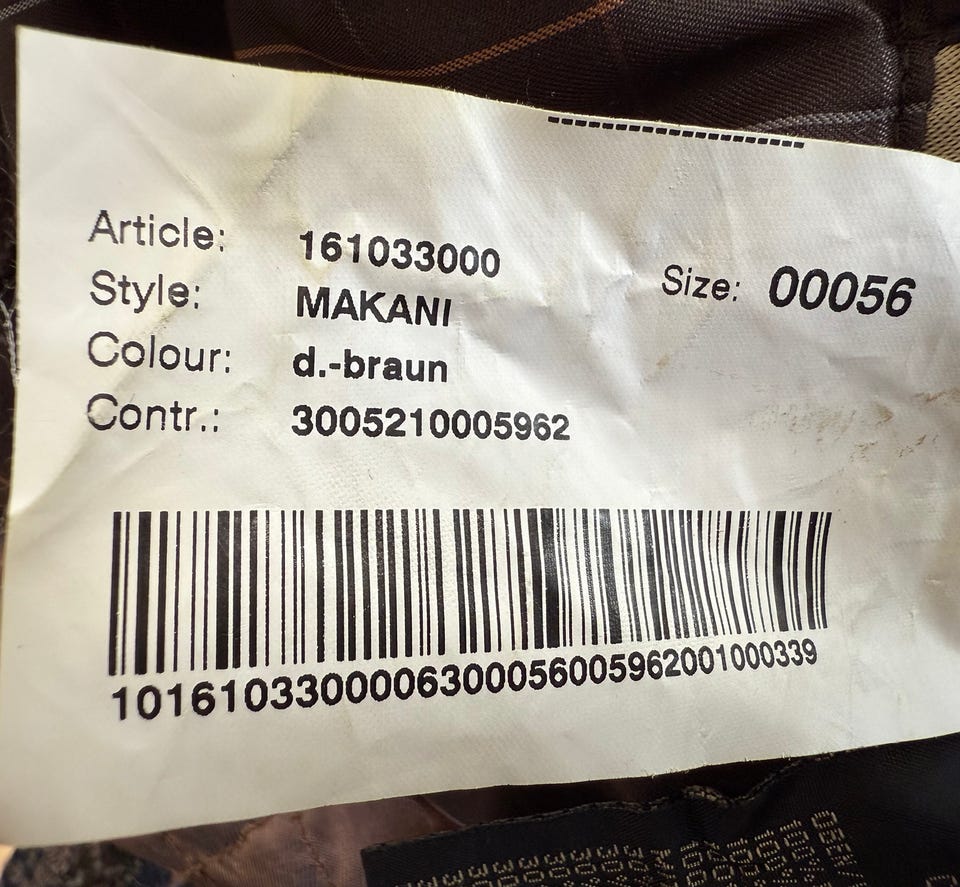 Article: 161033000
Style: MAKANI
Size: 00056
Colour: d.-braun
Contr.: 3005210005962
1016103300006300056005962001000339